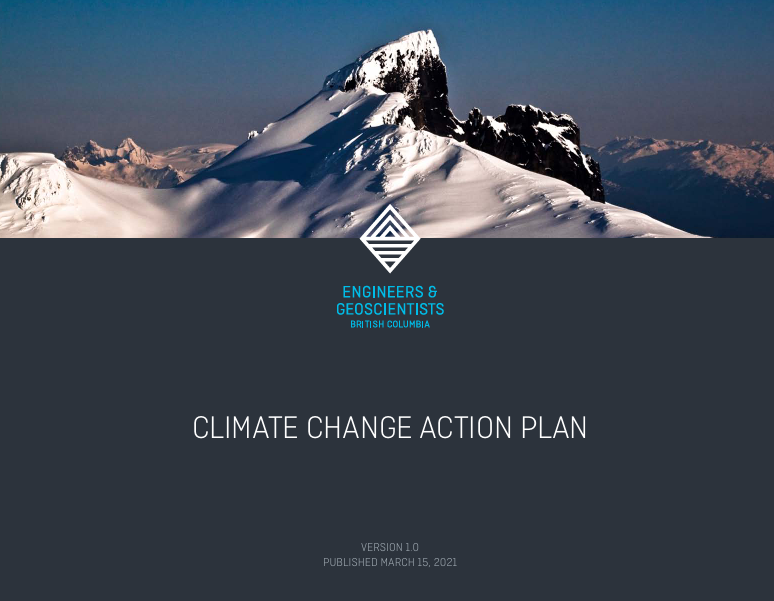 ENGINEERS &
GEOSCIENTISTS
BRITISH COLUMBIA
CLIMATE CHANGE ACTION PLAN
VERSION 1.0
PUBLISHED MARCH 15, 2021